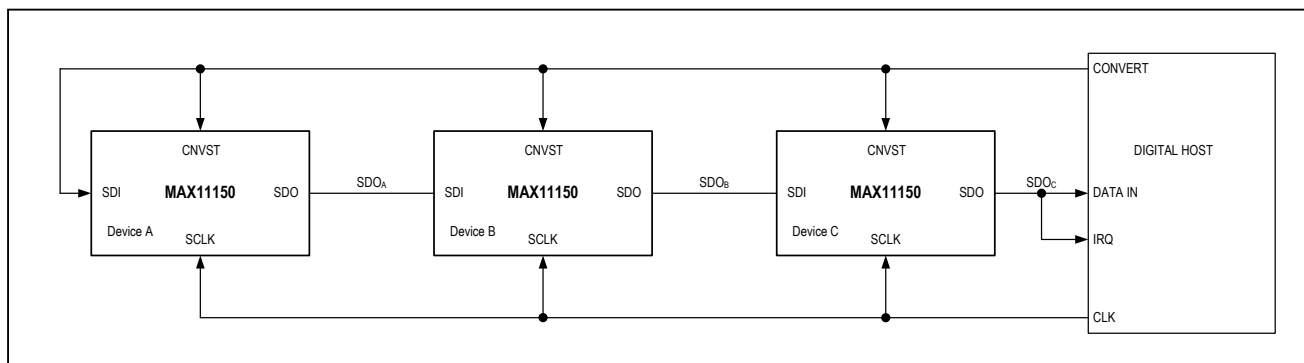 CONVERT
CNVST
CNVST
CNVST
DIGITAL HOST
SDI
MAX11150
SDO
SDOA
SDI
MAX11150
SDO
SDOB
SDI
MAX11150
SDO
SDOC
DATA IN
Device A
Device B
Device C
SCLK
SCLK
SCLK
IRQ
CLK